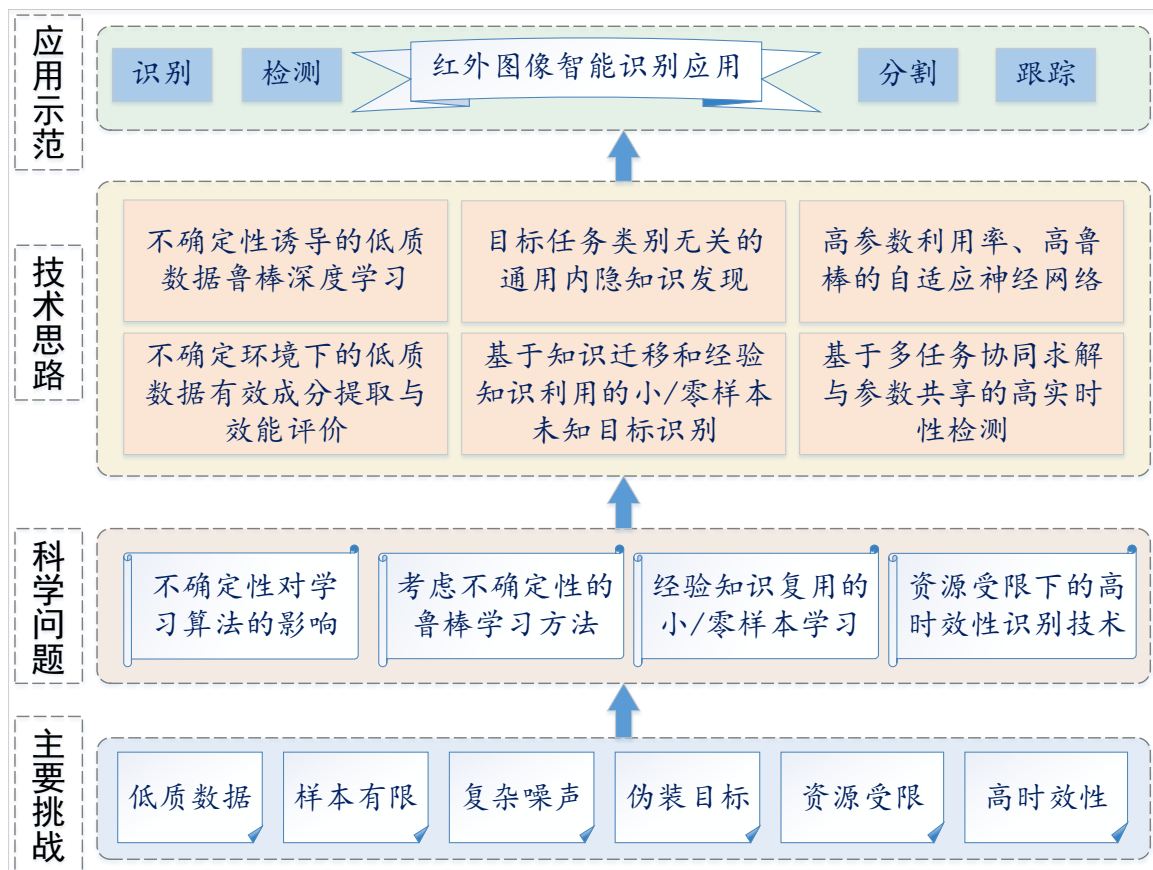 应用示范
识别
检测
红外图像智能识别应用
分割
跟踪
技术思路
不确定性诱导的低质
数据鲁棒深度学习
目标任务类别无关的
通用内隐知识发现
高参数利用率、高鲁
棒的自适应神经网络
不确定环境下的低质
数据有效成分提取与
效能评价
基于知识迁移和经验
知识利用的小/零样本
未知目标识别
基于多任务协同求解
与参数共享的高实时
性检测
科学问题
不确定性对学
习算法的影响
考虑不确定性的
鲁棒学习方法
经验知识复用的
小/零样本学习
资源受限下的高
时效性识别技术
主要挑战
低质数据
样本有限
复杂噪声
伪装目标
资源受限
高时效性